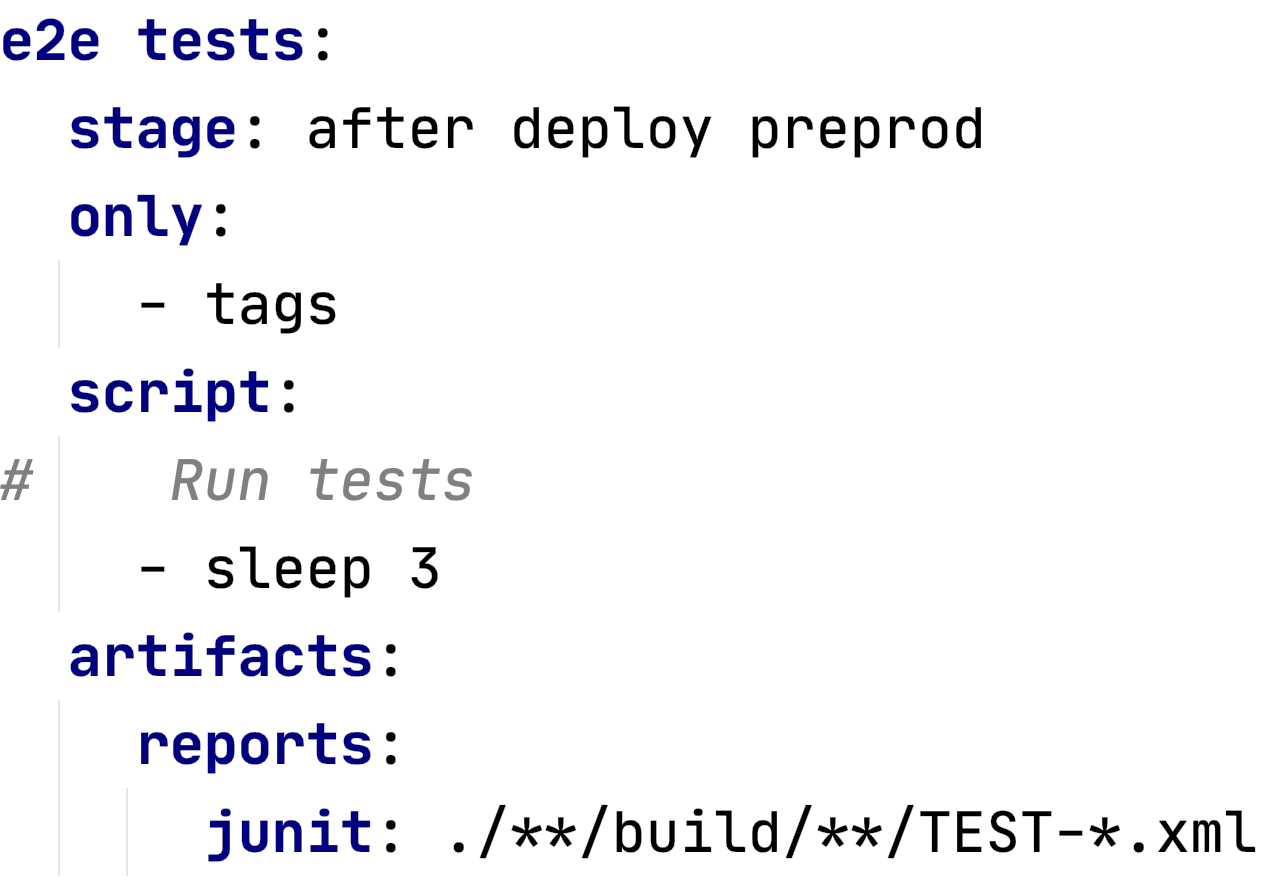 e2e tests:
  stage: after deploy preprod
  only:
    - tags
  script:
#    Run tests
    - sleep 3
  artifacts:
    reports:
      junit: ./**/build/**/TEST-*.xml